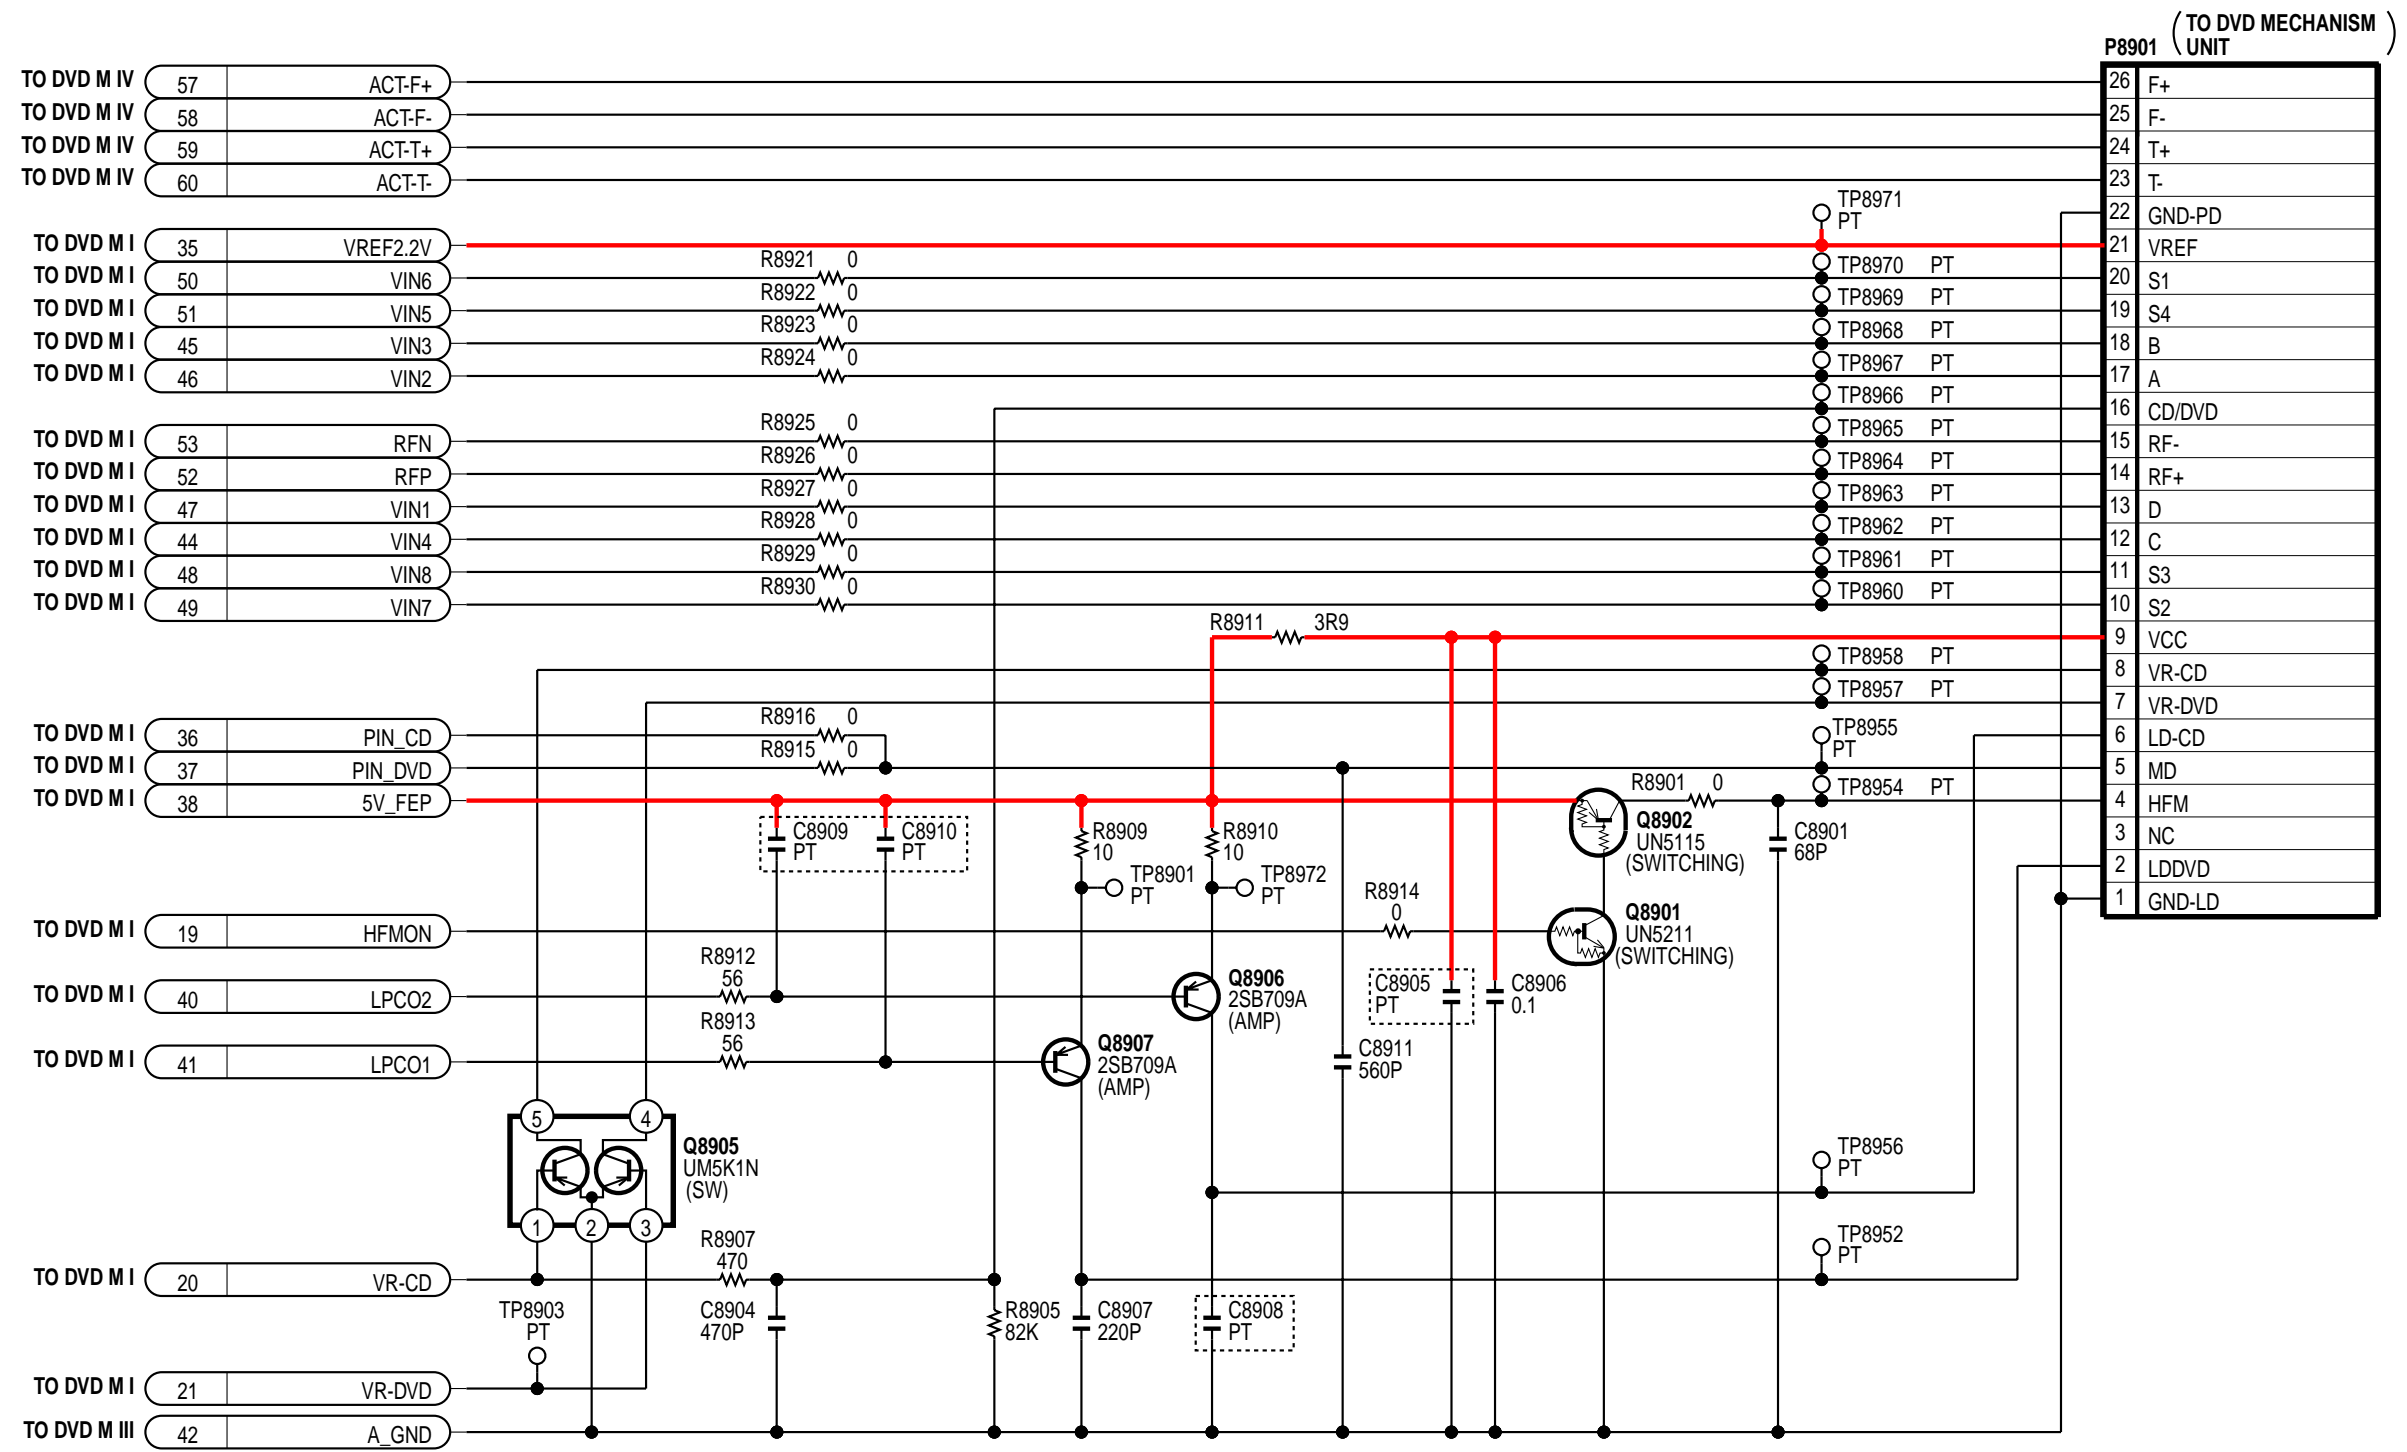 TO DVD MECHANISM
P8901 UNIT
TO DVD M IV 57 ACT-F+ 26 F+
TO DVD M IV 58 ACT-F- 25 F-
TO DVD M IV 59 ACT-T+ 24 T+
TO DVD M IV 60 ACT-T- 23 T-
TP8971
PT
22 GND-PD
TO DVD M I 35 VREF2.2V 21 VREF
R8921 0 TP8970 PT
TO DVD M I 50 VIN6 20 S1
R8922 0 TP8969 PT
TO DVD M I 51 VIN5 19 S4
R8923 0 TP8968 PT
TO DVD M I 45 VIN3 18 B
R8924 0 TP8967 PT
TO DVD M I 46 VIN2 17 A
TP8966 PT
16 CD/DVD
R8925 0 TP8965 PT
TO DVD M I 53 RFN 15 RF-
R8926 0 TP8964 PT
TO DVD M I 52 RFP 14 RF+
R8927 0 TP8963 PT
TO DVD M I 47 VIN1 13 D
R8928 0 TP8962 PT
TO DVD M I 44 VIN4 12 C
R8929 0 TP8961 PT
TO DVD M I 48 VIN8 11 S3
R8930 0 TP8960 PT
TO DVD M I 49 VIN7 10 S2
R8911 3R9
9 VCC
TP8958 PT
8 VR-CD
TP8957 PT
7 VR-DVD
R8916 0 TP8955
PT
TO DVD M I 36 PIN_CD 6 LD-CD
R8915 0
TO DVD M I 37 PIN_DVD 5 MD
R8901 0 TP8954 PT
TO DVD M I 38 5V_FEP 4 HFM
C8909
PT
C8910
PT
R8909
10
R8910
10
Q8902
UN5115
(SWITCHING)
C8901
68P
3 NC
2 LDDVD
1 GND-LD
TP8901
PT
TP8972
PT
R8914
0
Q8901
UN5211
(SWITCHING)
TO DVD M I 19 HFMON
R8912
56
Q8906
2SB709A
(AMP)
C8905
PT
C8906
0.1
TO DVD M I 40 LPCO2
R8913
56
Q8907
2SB709A
(AMP)
C8911
560P
TO DVD M I 41 LPCO1
5 4
Q8905
UM5K1N
(SW)
1 2 3
TP8956
PT
R8907
470
TP8952
PT
TO DVD M I 20 VR-CD
TP8903
PT
C8904
470P
R8905
82K
C8907
220P
C8908
PT
TO DVD M I 21 VR-DVD
TO DVD M III 42 A_GND